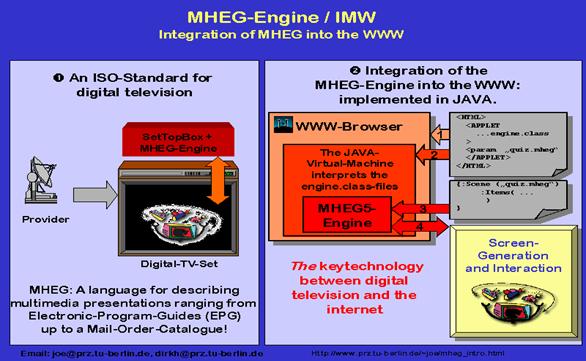 MHEG-Engine / IMW
Integration of MHEG into the WWW
❶ An ISO-Standard for
digital television
SetTopBox +
MHEG-Engine
Provider
Digital-TV-Set
MHEG: A language for describing
multimedia presentations ranging from
Electronic-Program-Guides (EPG)
up to a Mail-Order-Catalogue!
❷ Integration of the
MHEG-Engine into the WWW:
implemented in JAVA.
WWW-Browser
The JAVA-
Virtual-Machine
interprets the
engine.class-files
MHEG5-
Engine
1
2
3
4
<HTML>
<APPLET
...engine.class
>
<param „quiz.mheg"
</APPLET>
</HTML>
{:Scene („quiz.mheg")
:Items( ...
)
}
Screen-
Generation
and Interaction
The keytechnology
between digital
television and the
internet
Email: joe@prz.tu-berlin.de, dirkh@prz.tu-berlin.de
Http://www.prz.tu-berlin.de/~joe/mheg_intro.html